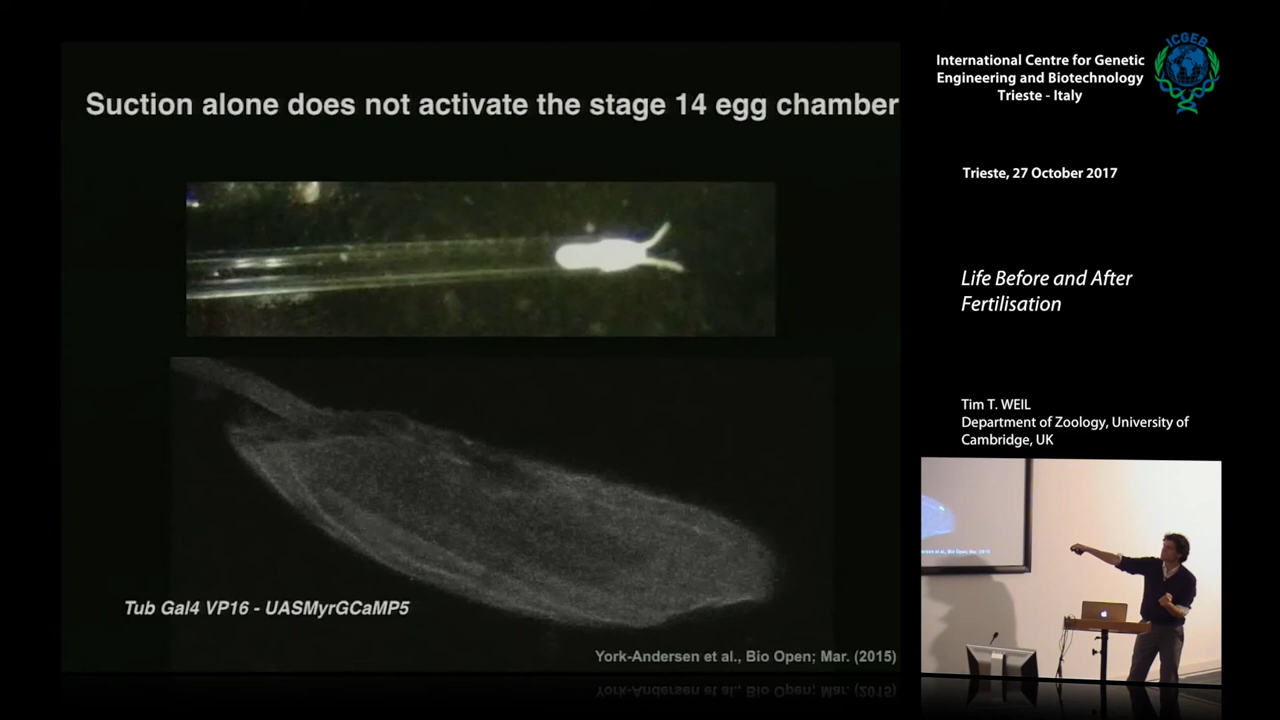 Suction alone does not activate the stage 14 egg chamber
Tub Gal4 VP16 - UASMyrGCaMP5
York-Andersen et al., Bio Open; Mar. (2015)
International Centre for Genetic
Engineering and Biotechnology
Trieste - Italy
ICGEB
Trieste, 27 October 2017
Life Before and After
Fertilisation
Tim T. WEIL
Department of Zoology, University of
Cambridge, UK